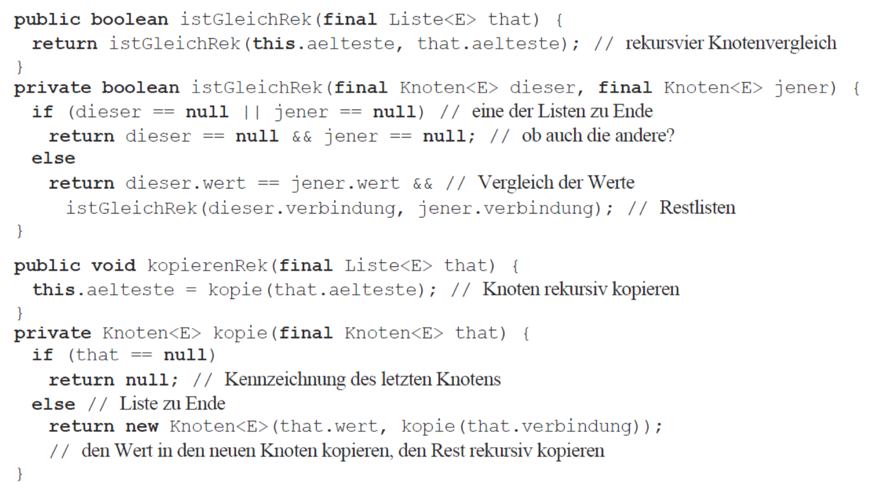 public boolean istGleichRek(final Liste<E> that) {
return istGleichRek(this.aelteste, that.aelteste); // rekursvier Knotenvergleich
}
private boolean istGleichRek(final Knoten<E> dieser, final Knoten<E> jener) {
if (dieser == null || jener == null) // eine der Listen zu Ende
return dieser == null && jener == null; // ob auch die andere?
else
return dieser.wert == jener.wert && // Vergleich der Werte
istGleichRek(dieser.verbindung, jener.verbindung); // Restlisten
}
public void kopierenRek(final Liste<E> that) {
this.aelteste = kopie(that.aelteste); // Knoten rekursiv kopieren
}
private Knoten<E> kopie(final Knoten<E> that) {
if (that == null)
return null; // Kennzeichnung des letzten Knotens
else // Liste zu Ende
return new Knoten<E>(that.wert, kopie(that.verbindung));
// den Wert in den neuen Knoten kopieren, den Rest rekursiv kopieren
}